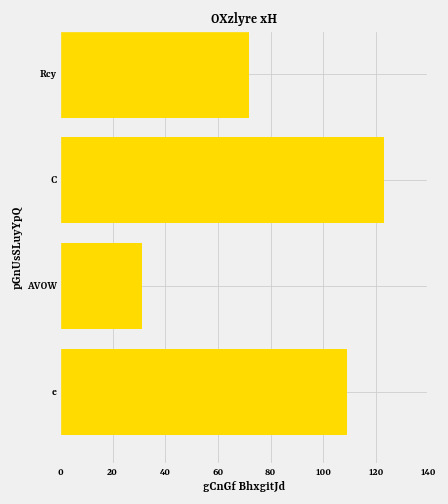 OXzlyre xH
Rcy
C
AVOW
e
pGnUsSLuyYpQ
0 20 40 60 80 100 120 140
gCnGf BhxgitJd